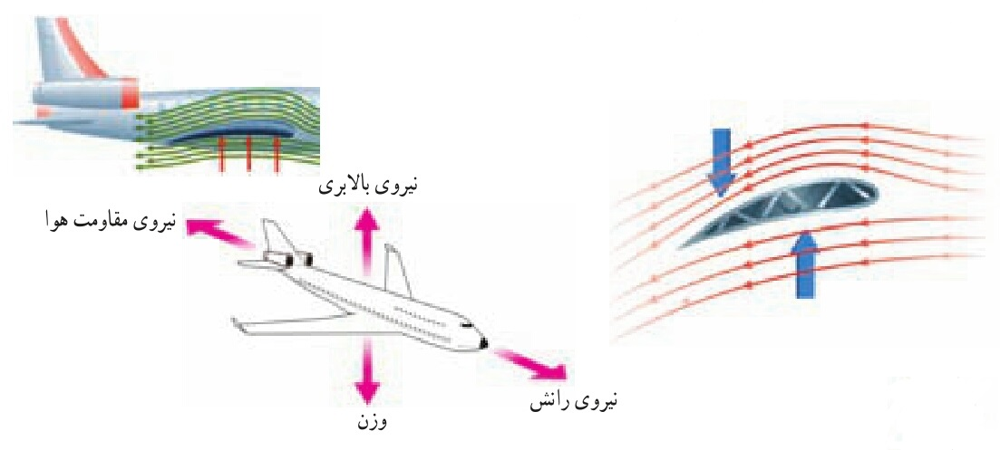 نیروی بالابری
نیروی مقاومت هوا
نیروی رانش
وزن